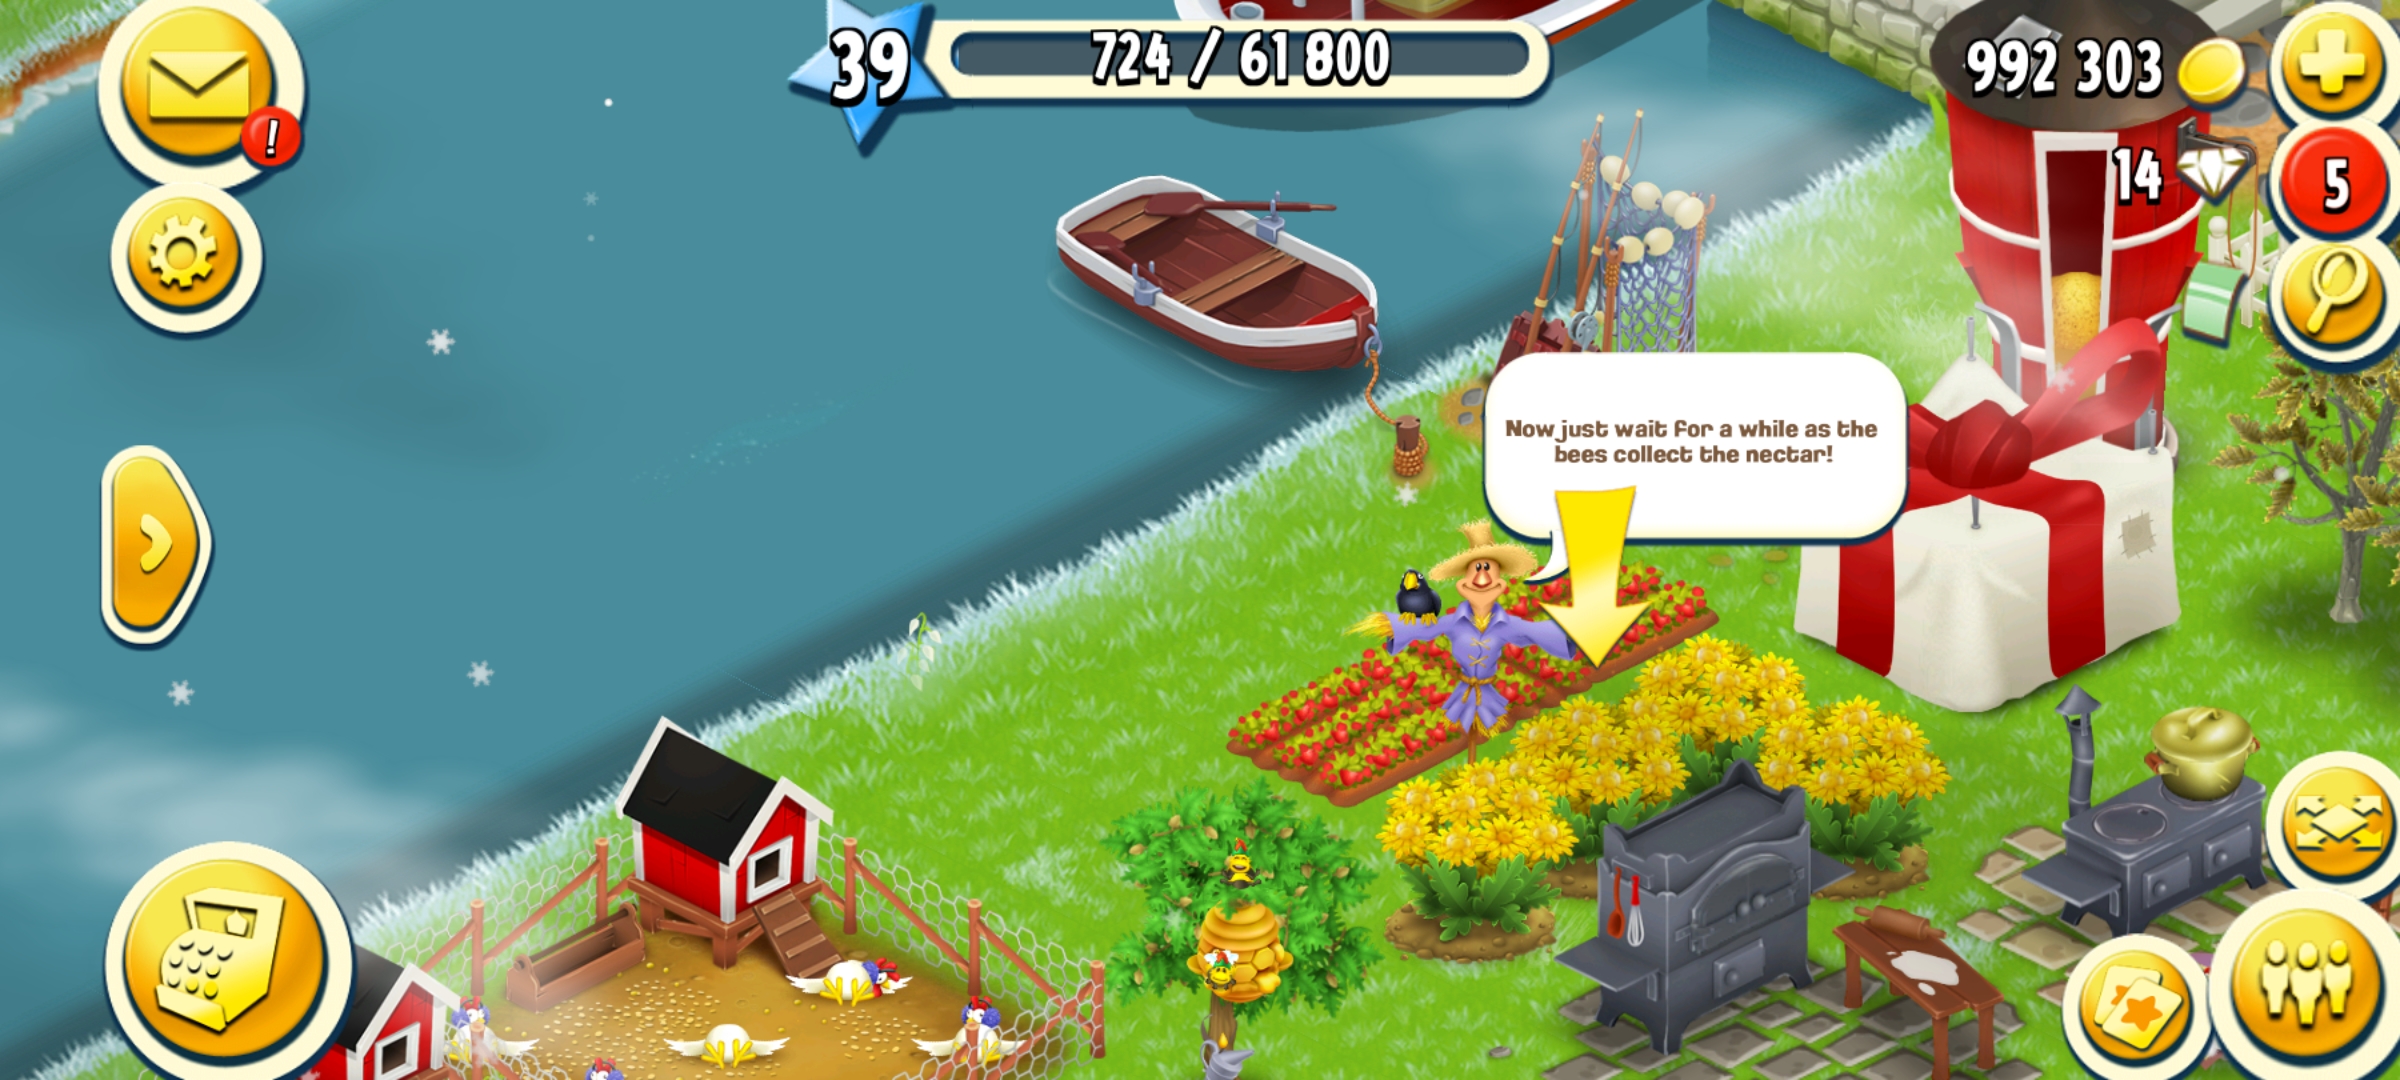 39
724 / 61 800
992 303
!
14
5
Now just wait for a while as the
bees collect the nectar!